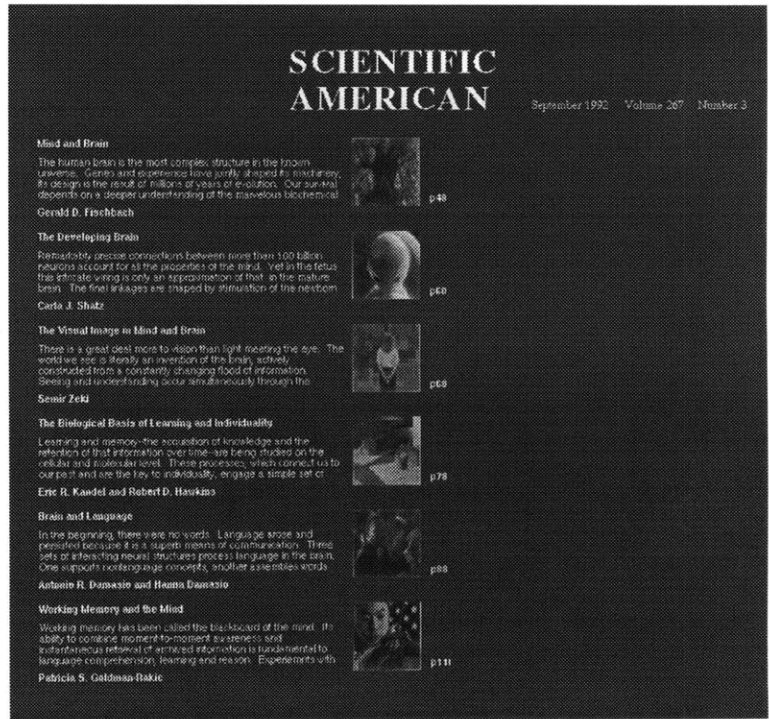 SCIENTIFIC
AMERICAN
September 1992 Volume 267 Number 3
Mind and Brain
The human brain is the most complex structure in the known
universe. Genes and experience have jointly shaped its machinery,
its design is the result of millions of years of evolution. Our survival
depends on a deeper understanding of the marvelous biochemical
p48
Gerald D. Fischbach
The Developing Brain
Remarkably precise connections between more than 100 billion
neurons account for all the properties of the mind. Yet in the fetus
this intricate wiring is only an approximation of that in the mature
brain. The final linkages are shaped by stimulation of the newborn
p60
Carla J. Shatz
The Visual Image in Mind and Brain
There is a great deal more to vision than light meeting the eye. The
world we see is literally an invention of the brain, actively
constructed from a constantly changing flood of information.
Seeing and understanding occur simultaneously through the
p68
Semir Zeki
The Biological Basis of Learning and Individuality
Learning and memory--the acquisition of knowledge and the
retention of that information over time--are being studied on the
cellular and molecular level. These processes, which connect us to
our past and are the key to individuality, engage a simple set of
p78
Eric R. Kandel and Robert D. Hawkins
Brain and Language
In the beginning, there were no words. Language arose and
persisted because it is a superb means of communication. Three
sets of interacting neural structures process language in the brain.
One supports nonlanguage concepts, another assembles words
p88
Antonio R. Damasio and Hanna Damasio
Working Memory and the Mind
Working memory has been called the blackboard of the mind. Its
ability to combine moment-to-moment awareness and
instantaneous retrieval of archived information is fundamental to
language comprehension, learning and reason. Experiments with
p111
Patricia S. Goldman-Rakic